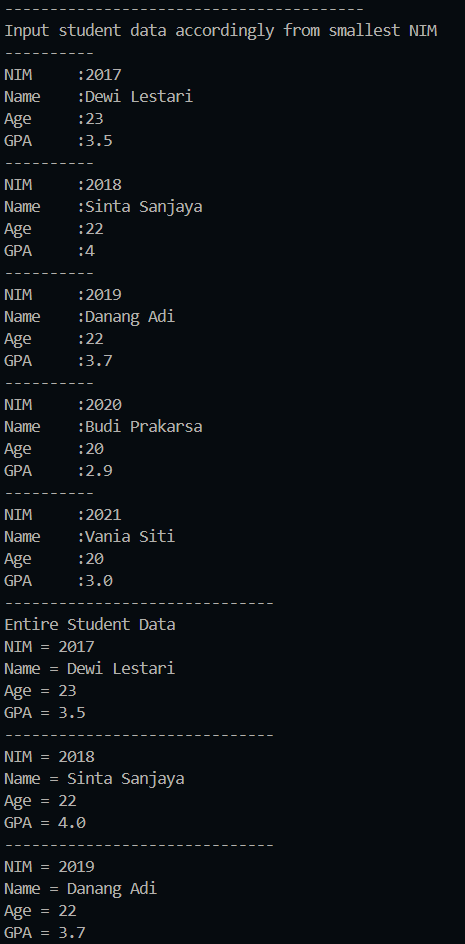 ----------------------------------------
Input student data accordingly from smallest NIM
----------
NIM     :2017
Name    :Dewi Lestari
Age     :23
GPA     :3.5
----------
NIM     :2018
Name    :Sinta Sanjaya
Age     :22
GPA     :4
----------
NIM     :2019
Name    :Danang Adi
Age     :22
GPA     :3.7
----------
NIM     :2020
Name    :Budi Prakarsa
Age     :20
GPA     :2.9
----------
NIM     :2021
Name    :Vania Siti
Age     :20
GPA     :3.0
------------------------------
Entire Student Data
NIM = 2017
Name = Dewi Lestari
Age = 23
GPA = 3.5
------------------------------
NIM = 2018
Name = Sinta Sanjaya
Age = 22
GPA = 4.0
------------------------------
NIM = 2019
Name = Danang Adi
Age = 22
GPA = 3.7